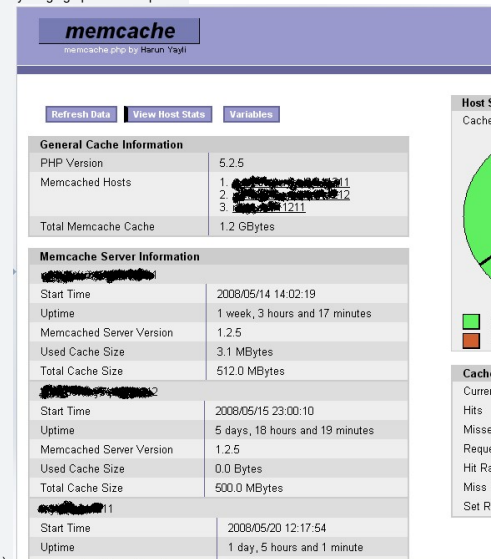 memcache
memcache.php by Harun Yayli
Refresh Data View Host Stats Variables
General Cache Information
PHP Version 5.2.5
Memcached Hosts 1. 11
2. 12
3. 1211
Total Memcache Cache 1.2 GBytes
Memcache Server Information
Start Time 2008/05/14 14:02:19
Uptime 1 week, 3 hours and 17 minutes
Memcached Server Version 1.2.5
Used Cache Size 3.1 MBytes
Total Cache Size 512.0 MBytes
2
Start Time 2008/05/15 23:00:10
Uptime 5 days, 18 hours and 19 minutes
Memcached Server Version 1.2.5
Used Cache Size 0.0 Bytes
Total Cache Size 500.0 MBytes
11
Start Time 2008/05/20 12:17:54
Uptime 1 day, 5 hours and 1 minute
Host S
Cache
Cache
Curren
Hits
Misse
Reque
Hit Ra
Miss
Set R